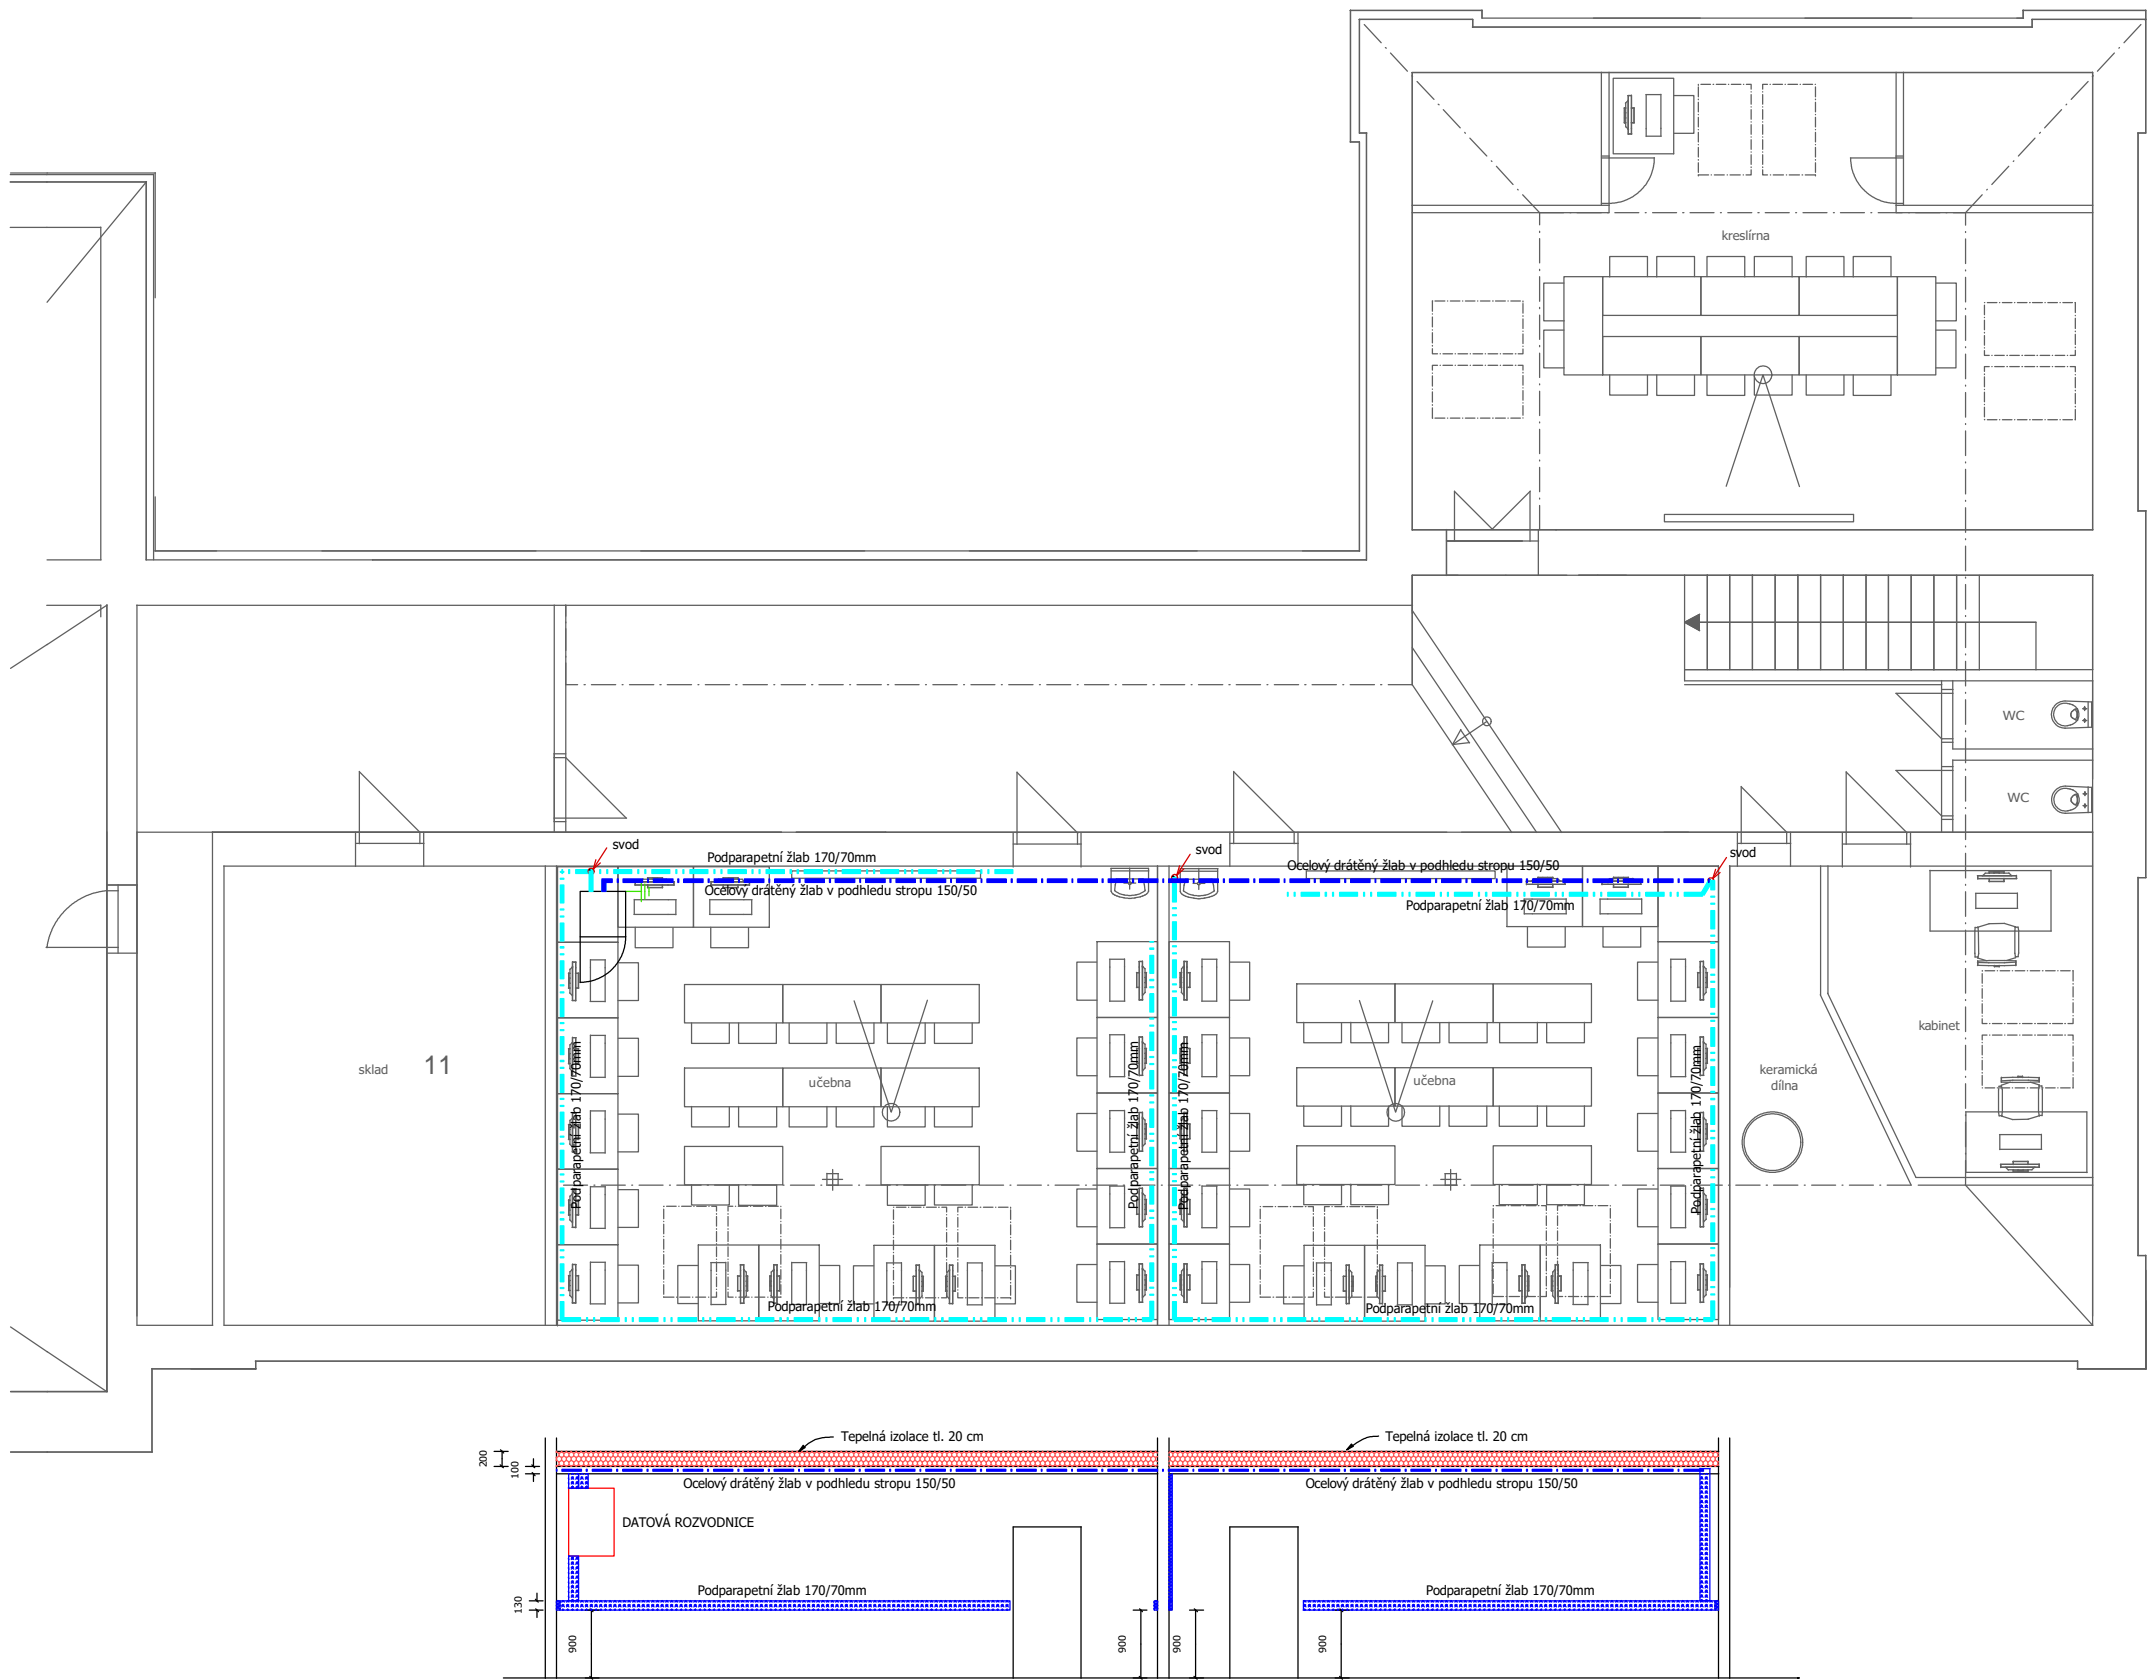 kreslírna
WC
WC
svod
Podparapetní žlab 170/70mm
Ocelový drátěný žlab v podhledu stropu 150/50
svod
Ocelový drátěný žlab v podhledu stropu 150/50
Podparapetní žlab 170/70mm
svod
sklad
11
Podparapetní žlab 170/70mm
učebna
Podparapetní žlab 170/70mm
Podparapetní žlab 170/70mm
učebna
Podparapetní žlab 170/70mm
keramická
dílna
kabinet
Podparapetní žlab 170/70mm
Podparapetní žlab 170/70mm
Tepelná izolace tl. 20 cm
Tepelná izolace tl. 20 cm
200
100
Ocelový drátěný žlab v podhledu stropu 150/50
Ocelový drátěný žlab v podhledu stropu 150/50
DATOVÁ ROZVODNICE
Podparapetní žlab 170/70mm
Podparapetní žlab 170/70mm
130
900
900
900
900